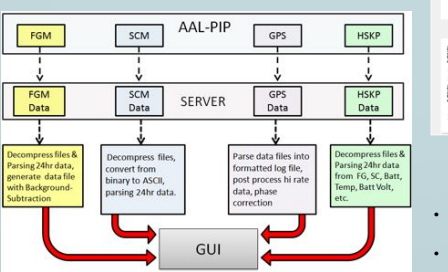 AAL-PIP
FGM
SCM
GPS
HSKP
FGM
Data
SCM
Data
SERVER
GPS
Data
HSKP
Data
Decompress files &
Parsing 24hr data,
generate data file
with Background-
Subtraction
Decompress files,
convert from
binary to ASCII,
parsing 24hr data.
Parse data files into
formatted log file,
post process hi rate
data, phase
correction
Decompress files &
Parsing 24hr data
from FG, SC, Batt,
Temp, Batt Volt,
etc.
GUI